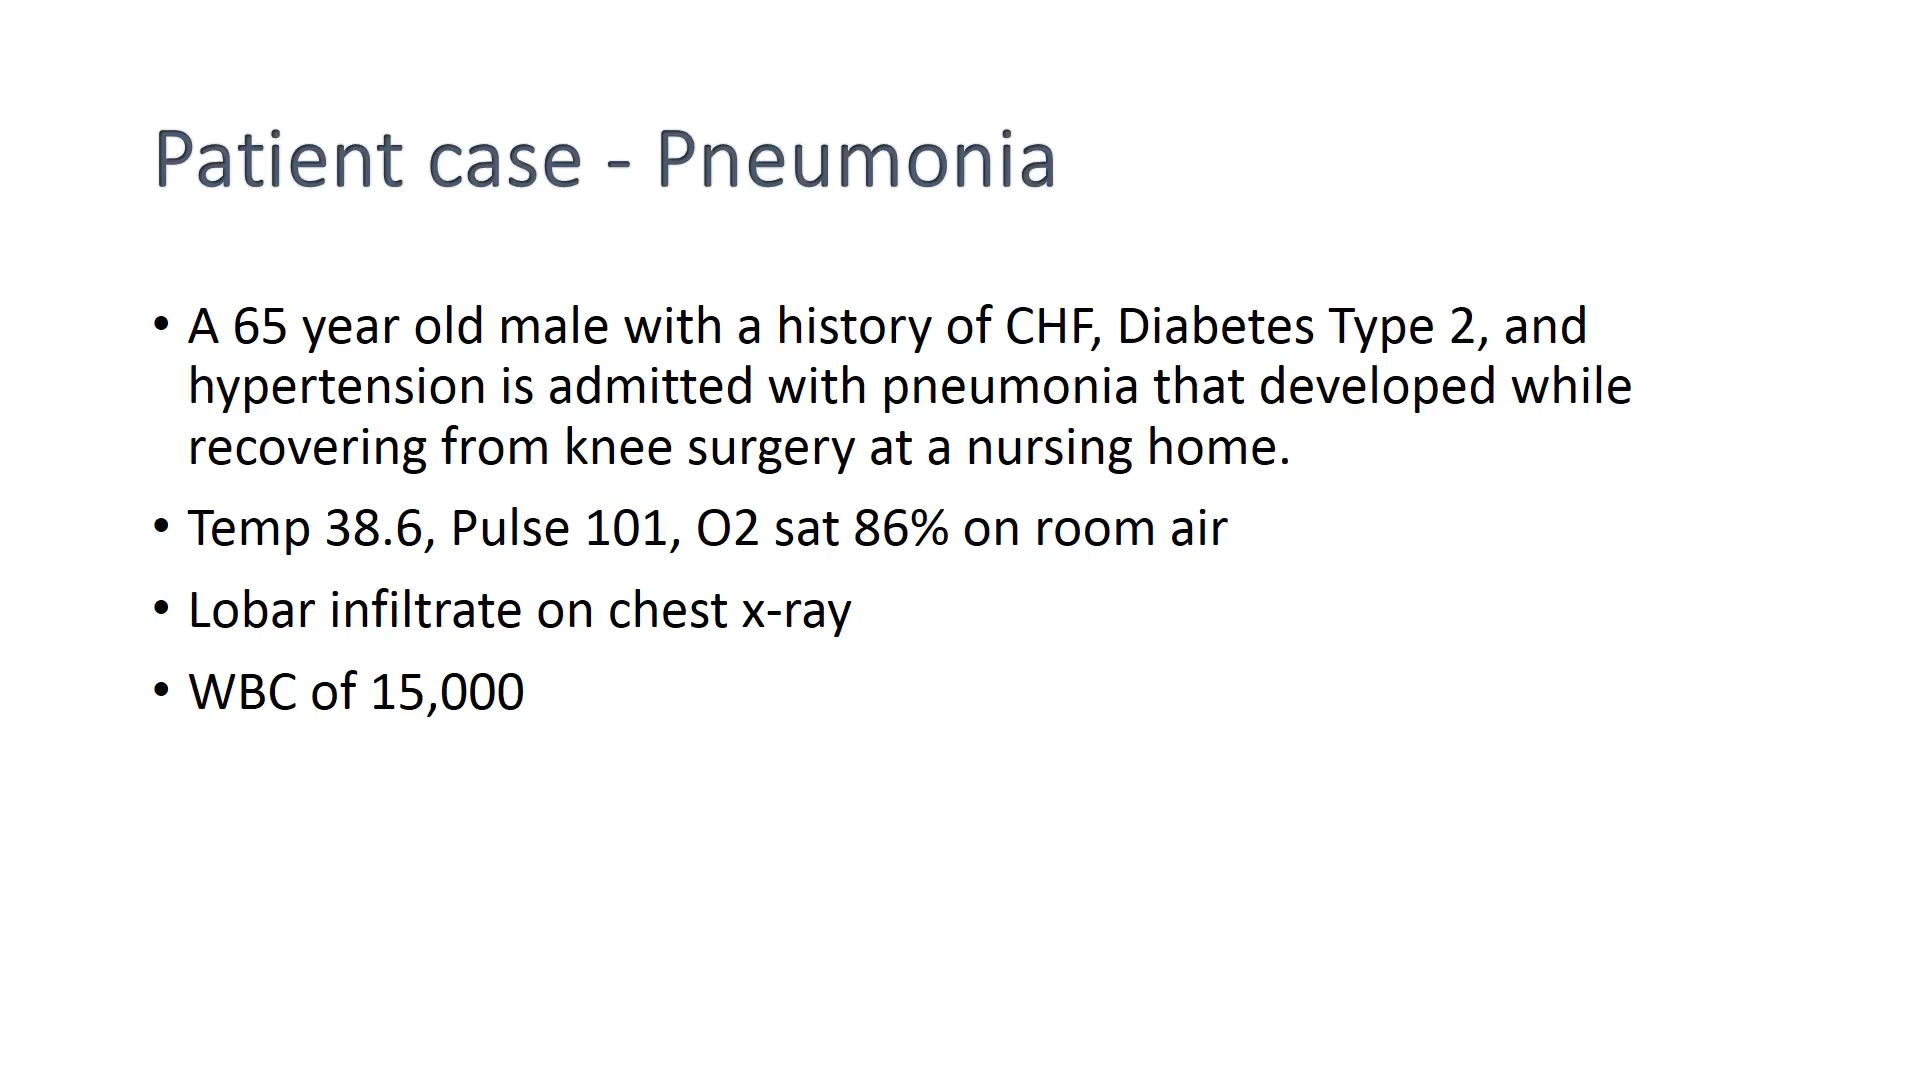 Patient case - Pneumonia
• A 65 year old male with a history of CHF, Diabetes Type 2, and
hypertension is admitted with pneumonia that developed while
recovering from knee surgery at a nursing home.
• Temp 38.6, Pulse 101, O2 sat 86% on room air
• Lobar infiltrate on chest x-ray
• WBC of 15,000